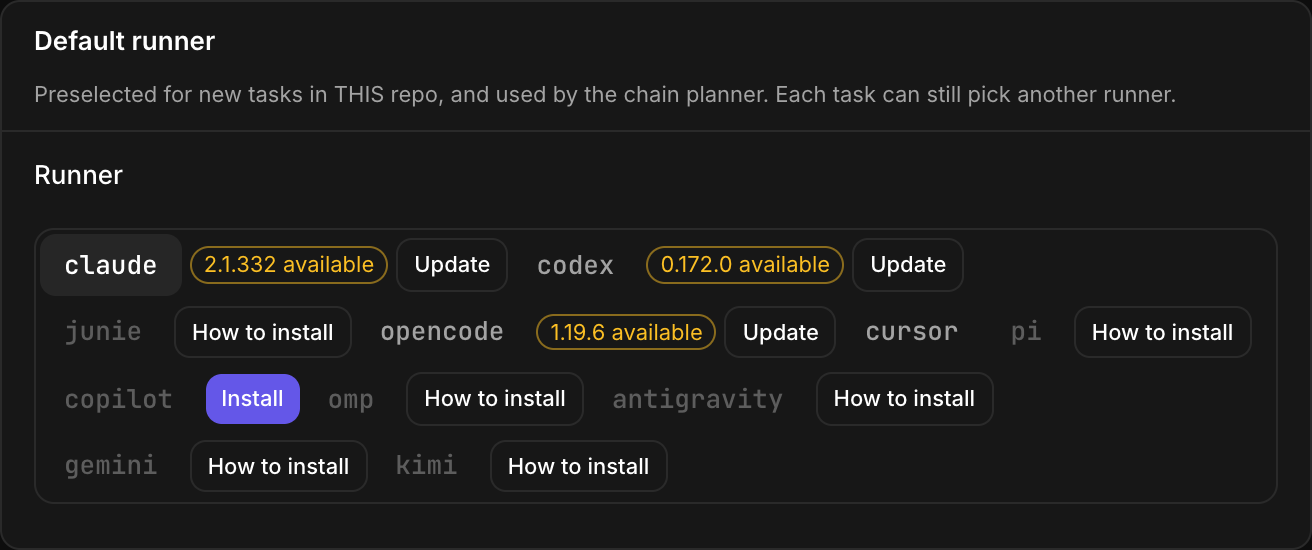 Default runner
Preselected for new tasks in THIS repo, and used by the chain planner. Each task can still pick another runner.
Runner
claude 2.1.332 available Update codex 0.172.0 available Update
junie How to install opencode 1.19.6 available Update cursor pi How to install
copilot Install omp How to install antigravity How to install
gemini How to install kimi How to install